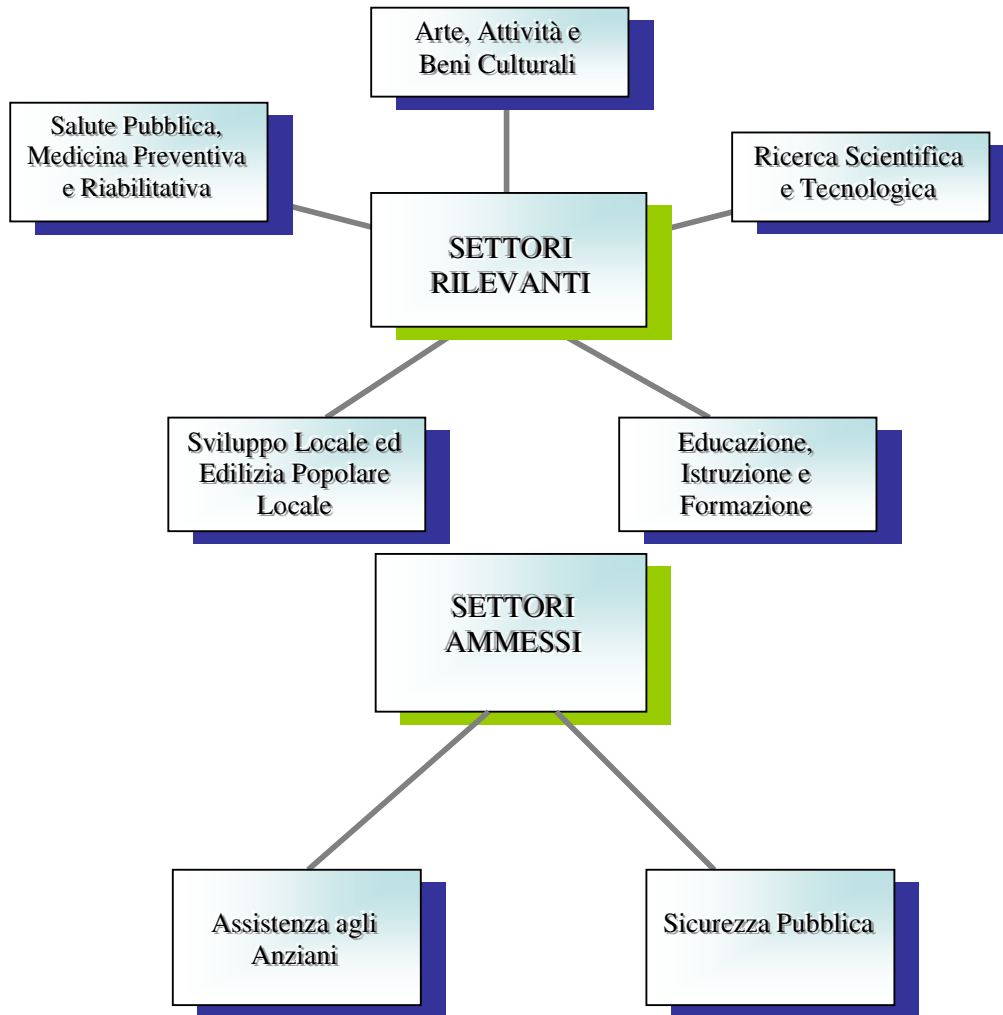 Arte, Attività e
Beni Culturali
Salute Pubblica,
Medicina Preventiva
e Riabilitativa
Ricerca Scientifica
e Tecnologica
SETTORI
RILEVANTI
Sviluppo Locale ed
Edilizia Popolare
Locale
Educazione,
Istruzione e
Formazione
SETTORI
AMMESSI
Assistenza agli
Anziani
Sicurezza Pubblica